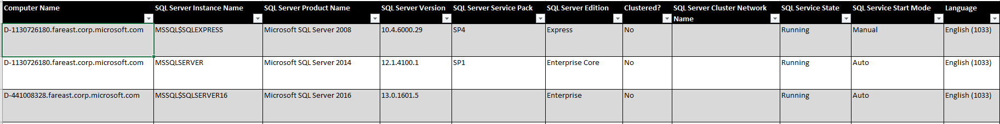 Computer Name SQL Server Instance Name SQL Server Product Name SQL Server Version SQL Server Service Pack SQL Server Edition Clustered? SQL Server Cluster Network Name SQL Service State SQL Service Start Mode Language
D-1130726180.fareast.corp.microsoft.com MSSQL$SQLEXPRESS Microsoft SQL Server 2008 10.4.6000.29 SP4 Express No Running Manual English (1033)
D-1130726180.fareast.corp.microsoft.com MSSQLSERVER Microsoft SQL Server 2014 12.1.4100.1 SP1 Enterprise Core No Running Auto English (1033)
D-441008328.fareast.corp.microsoft.com MSSQL$SQLSERVER16 Microsoft SQL Server 2016 13.0.1601.5 Enterprise No Running Auto English (1033)